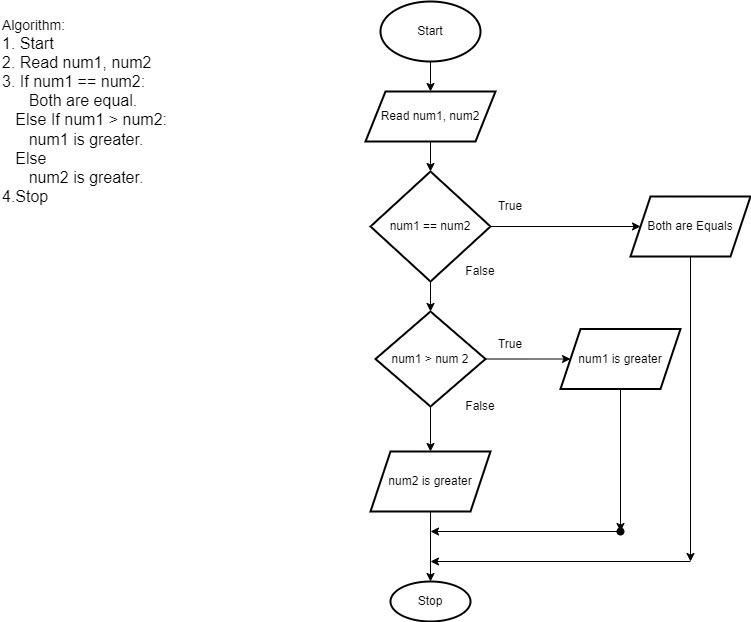 Algorithm:
1. Start
2. Read num1, num2
3. If num1 == num2:
Both are equal.
Else If num1 > num2:
num1 is greater.
Else
num2 is greater.
4.Stop
Start
Read num1, num2
num1 == num2
True
Both are Equals
False
num1 > num 2
True
num1 is greater
False
num2 is greater
Stop